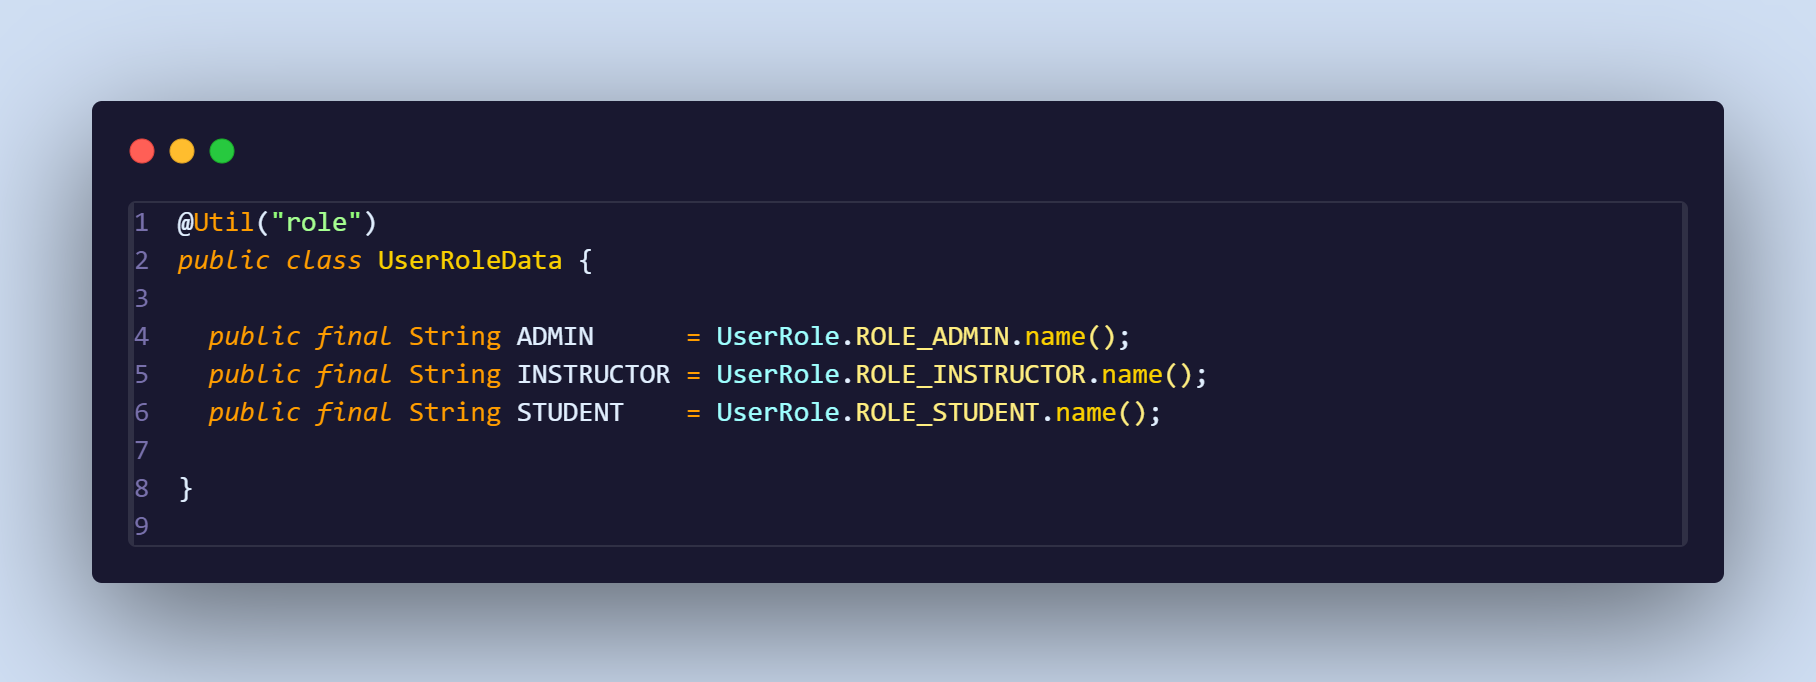 1 @Util("role")
2 public class UserRoleData {
3
4   public final String ADMIN      = UserRole.ROLE_ADMIN.name();
5   public final String INSTRUCTOR = UserRole.ROLE_INSTRUCTOR.name();
6   public final String STUDENT    = UserRole.ROLE_STUDENT.name();
7
8 }
9